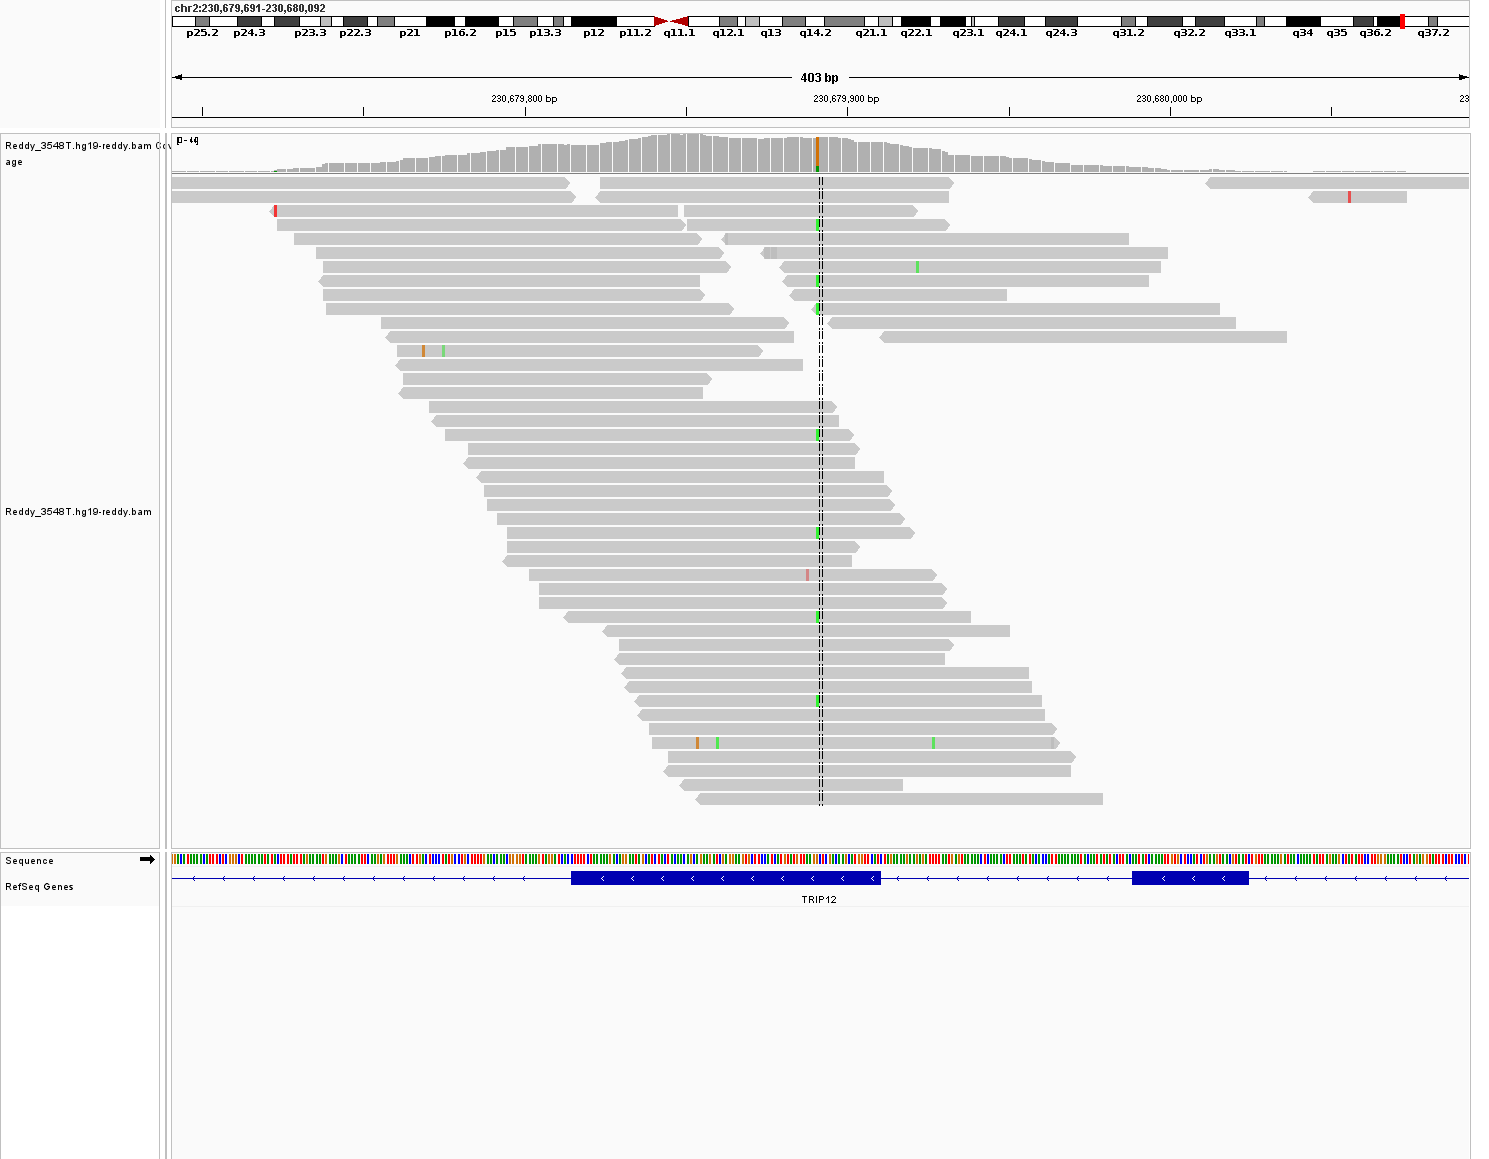 chr2:230,679,691-230,680,092
p25.2 p24.3 p23.3 p22.3 p21 p16.2 p15 p13.3 p12 p11.2 q11.1 q12.1 q13 q14.2 q21.1 q22.1 q23.1 q24.1 q24.3 q31.2 q32.2 q33.1 q34 q35 q36.2 q37.2
403 bp
230,679,800 bp 230,679,900 bp 230,680,000 bp 23
Reddy_3548T.hg19-reddy.bam Cov
age
[0 - 44]
Reddy_3548T.hg19-reddy.bam
Sequence
RefSeq Genes
TRIP12